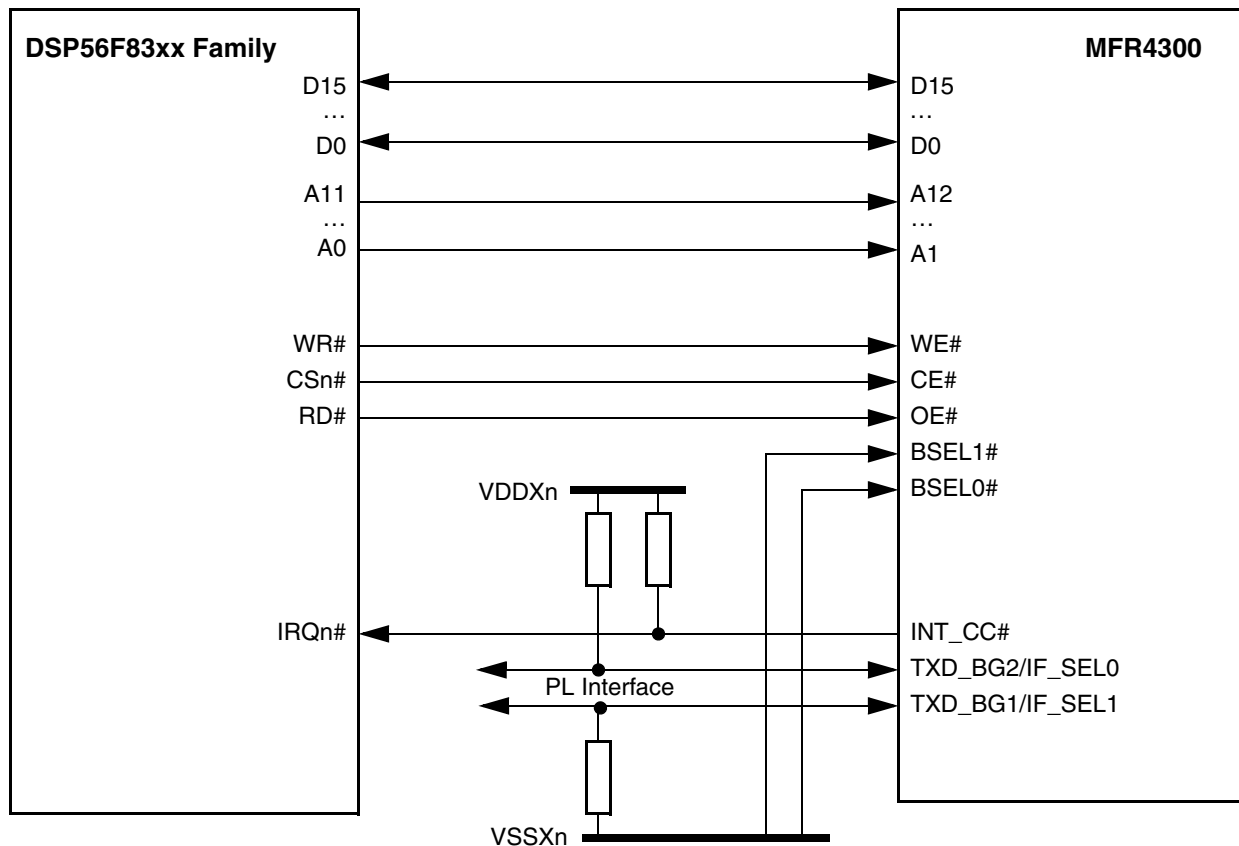 DSP56F83xx Family
MFR4300
D15
D15
...
...
D0
D0
A11
A12
...
...
A0
A1
WR#
WE#
CSn#
CE#
RD#
OE#
BSEL1#
VDDXn
BSEL0#
IRQn#
INT_CC#
TXD_BG2/IF_SEL0
PL Interface
TXD_BG1/IF_SEL1
VSSXn